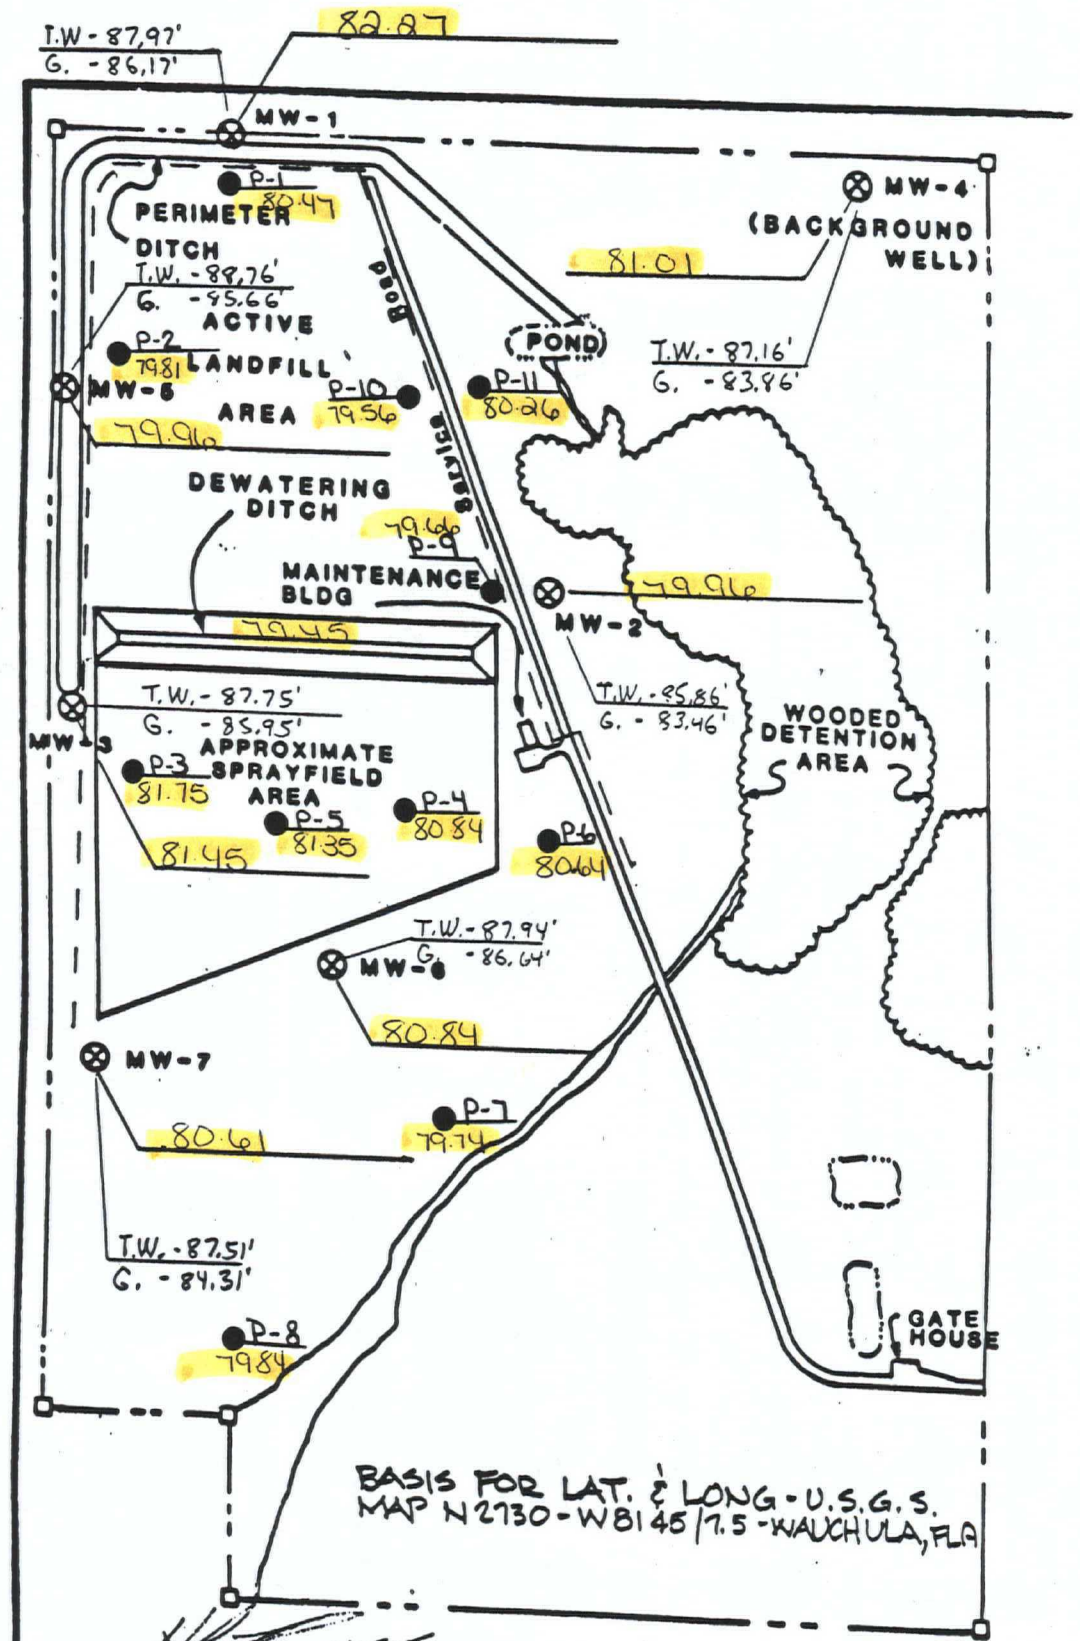 82.27
T.W - 87,97'
G. - 86,17'
MW-1
P-1
80.47
MW-4
(BACKGROUND
WELL)
PERIMETER
DITCH
81.01
T.W. - 88,76'
G. - 85.66'
ACTIVE
LANDFILL
AREA
Road
Service
P-2
79.81
MW-5
79.96
P-10
79.56
(POND)
P-11
80.26
T.W. - 87.16'
G. - 83.86'
DEWATERING
DITCH
79.66
P-9
MAINTENANCE
BLDG
79.96
MW-2
79.45
T.W. - 87.75'
G. - 85.95'
T.W. - 85,86'
G. - 83.46'
MW-3
APPROXIMATE
SPRAYFIELD
AREA
WOODED
DETENTION
AREA
P-3
81.75
P-4
80.84
P-5
81.35
P-6
80.64
81.45
T.W. - 87.94'
G. - 86,64'
MW-6
80.84
MW-7
80.61
P-7
79.74
T.W. - 87.51'
G. - 84.31'
P-8
79.84
GATE
HOUSE
BASIS FOR LAT. & LONG - U.S.G.S.
MAP N2730-W8145/7.5-WAUCHULA, FLA